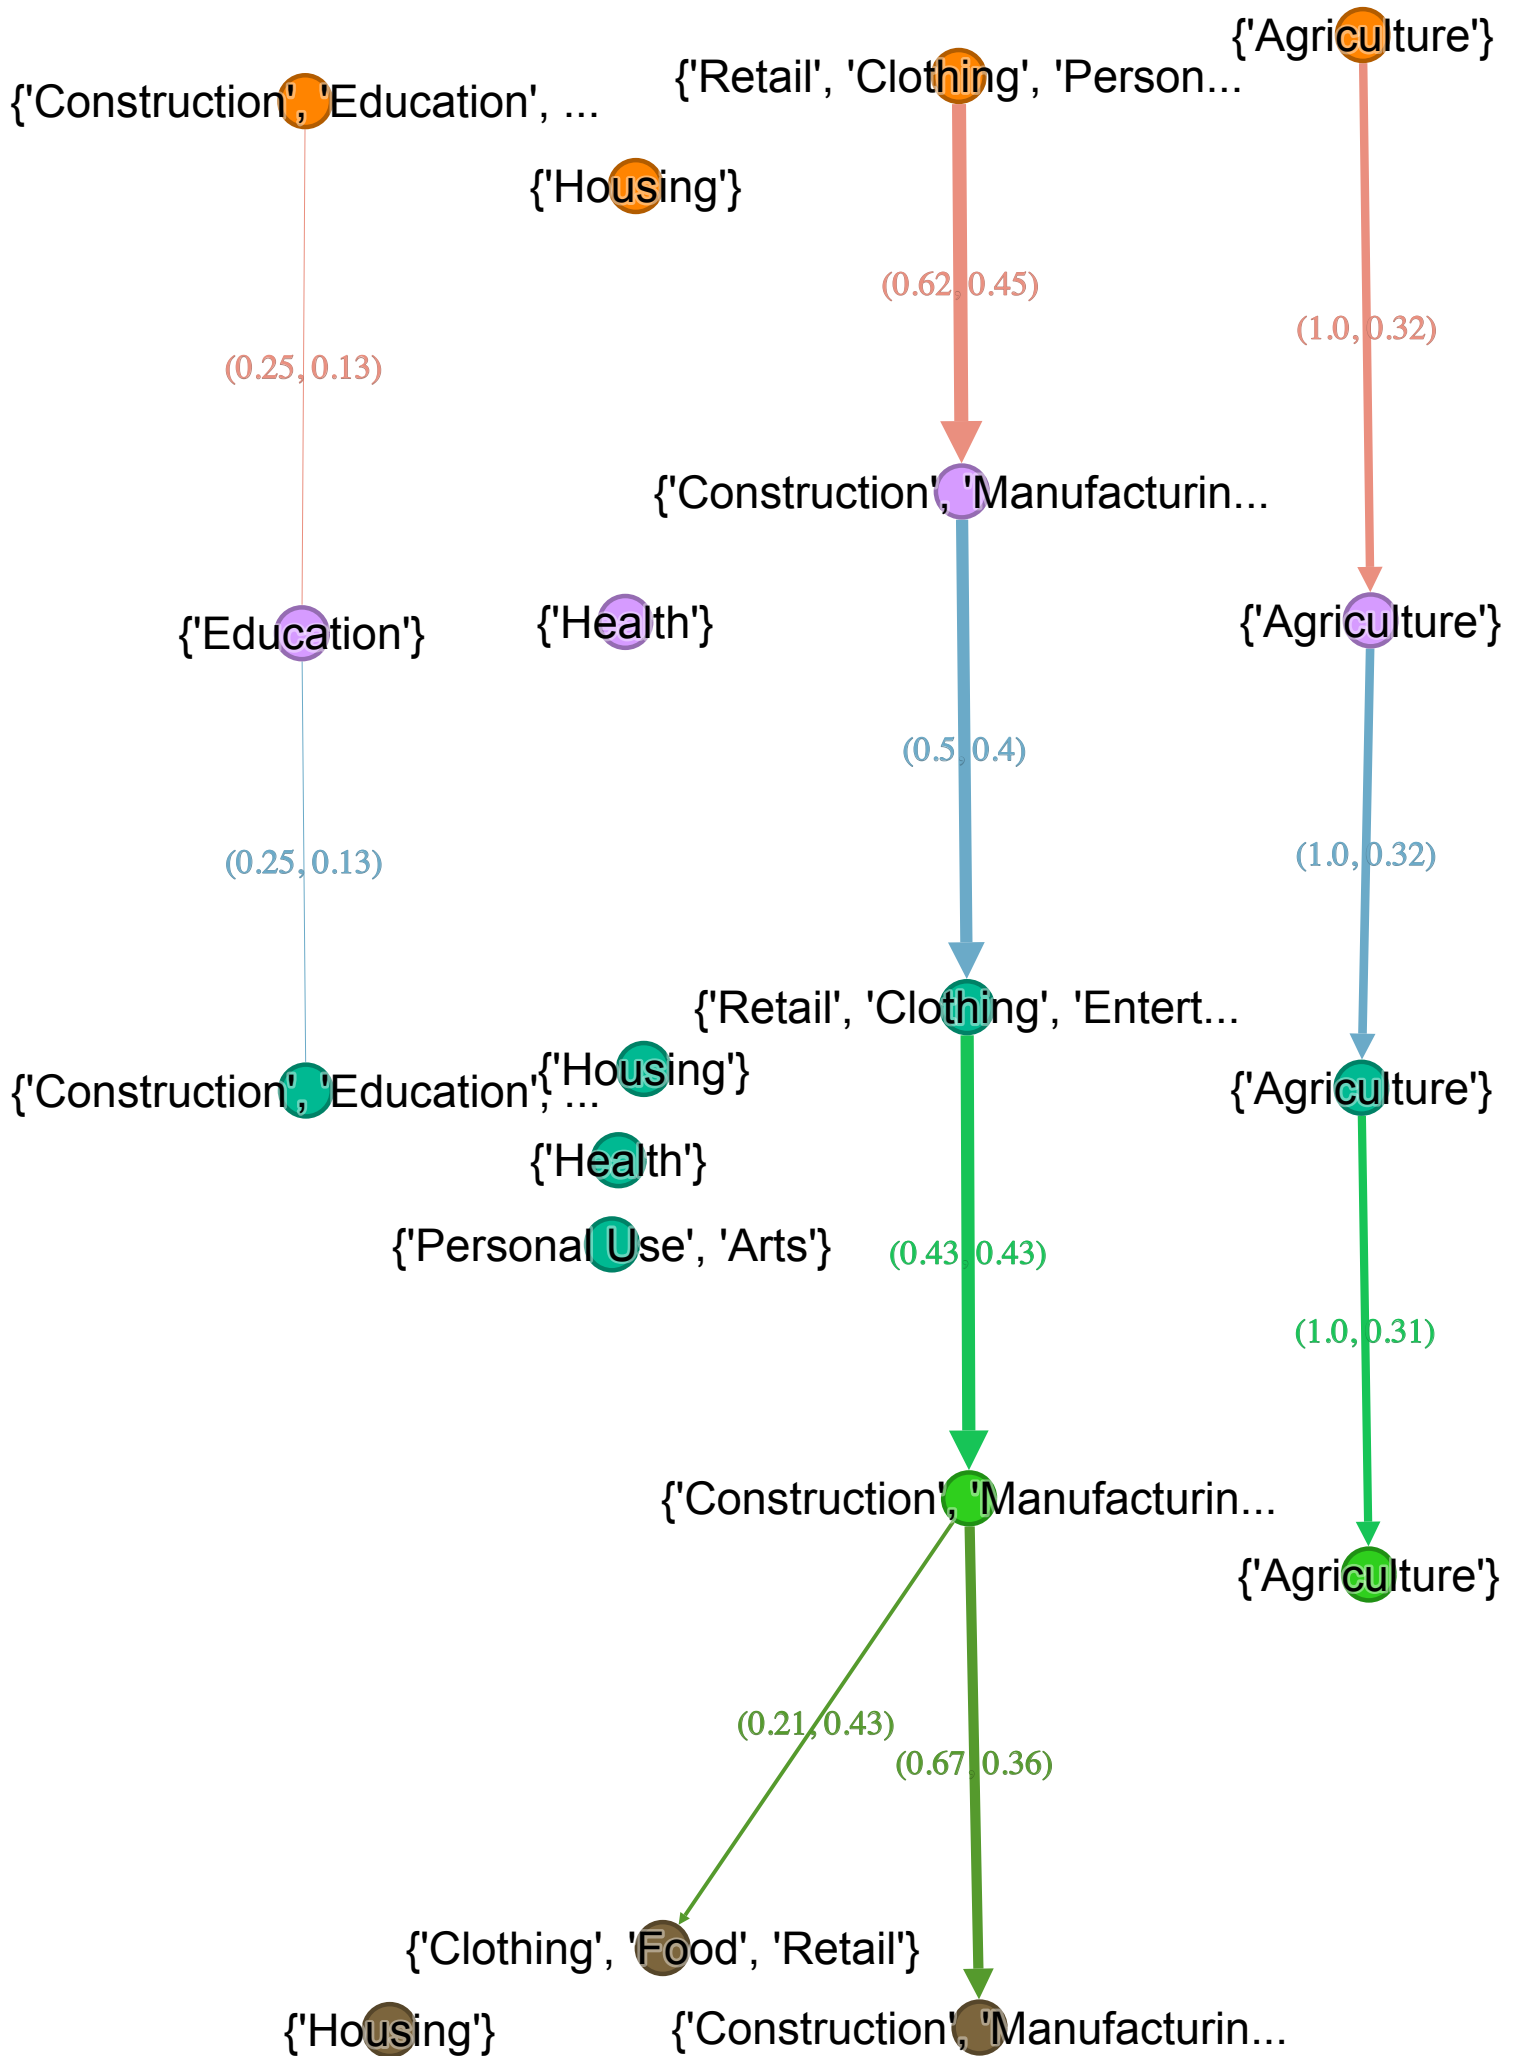 {'Agriculture'}
{'Retail', 'Clothing', 'Person...
{'Construction', 'Education', ...
{'Housing'}
(0.62, 0.45)
(1.0, 0.32)
(0.25, 0.13)
{'Construction', 'Manufacturin...
{'Agriculture'}
{'Health'}
{'Education'}
(0.5, 0.4)
(1.0, 0.32)
(0.25, 0.13)
{'Retail', 'Clothing', 'Entert...
{'Housing'}
{'Construction', 'Education', ...
{'Agriculture'}
{'Health'}
{'Personal Use', 'Arts'}
(0.43, 0.43)
(1.0, 0.31)
{'Construction', 'Manufacturin...
{'Agriculture'}
(0.21, 0.43)
(0.67, 0.36)
{'Clothing', 'Food', 'Retail'}
{'Housing'}
{'Construction', 'Manufacturin...